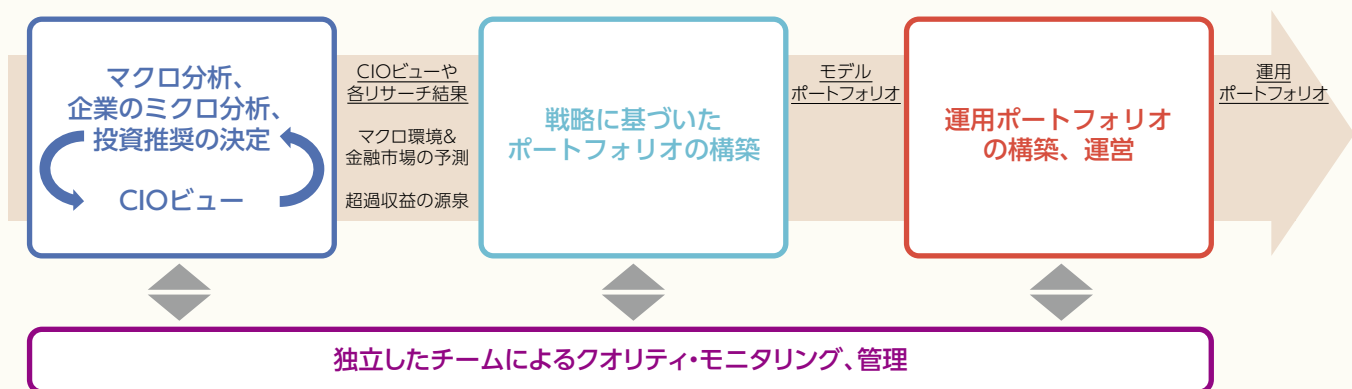 マクロ分析、
企業のミクロ分析、
投資推奨の決定
CIOビュー
CIOビューや
各リサーチ結果
マクロ環境&
金融市場の予測
超過収益の源泉
戦略に基づいた
ポートフォリオの構築
モデル
ポートフォリオ
運用ポートフォリオ
の構築、運営
運用
ポートフォリオ
独立したチームによるクオリティ・モニタリング、管理